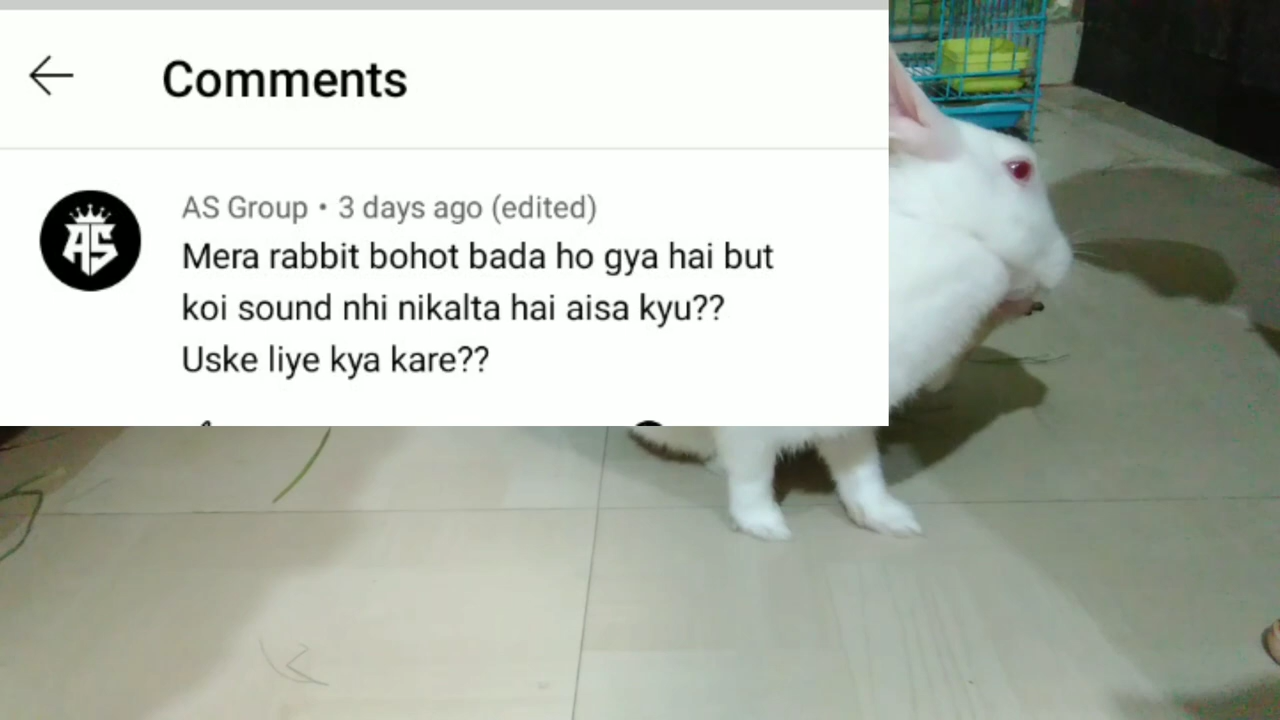 Comments
AS
AS Group • 3 days ago (edited)
Mera rabbit bohot bada ho gya hai but
koi sound nhi nikalta hai aisa kyu??
Uske liye kya kare??